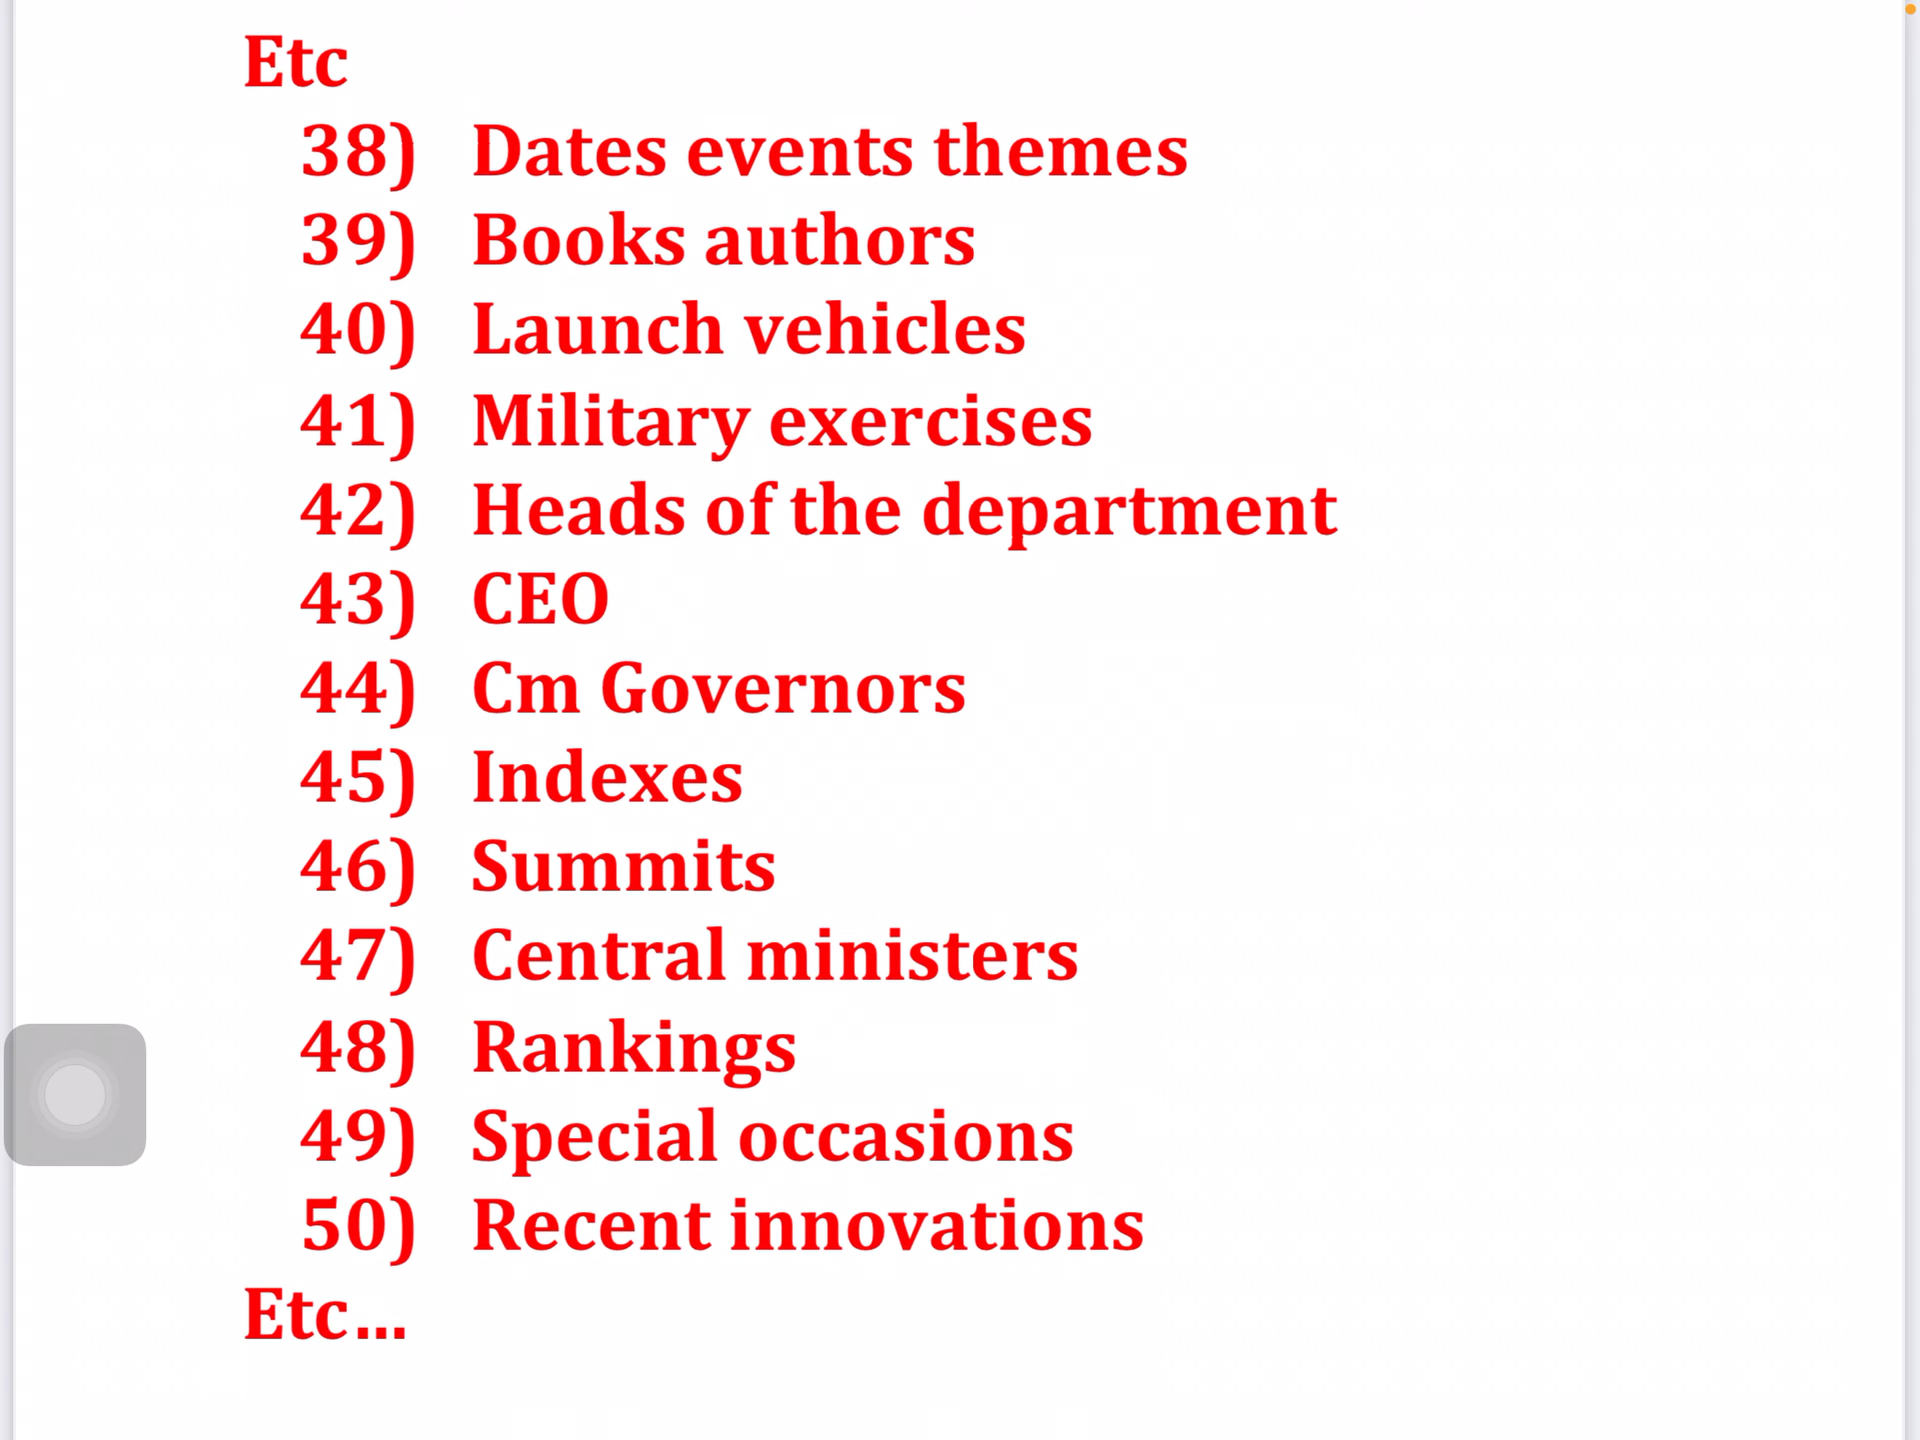 Etc
38) Dates events themes
39) Books authors
40) Launch vehicles
41) Military exercises
42) Heads of the department
43) CEO
44) Cm Governors
45) Indexes
46) Summits
47) Central ministers
48) Rankings
49) Special occasions
50) Recent innovations
Etc...